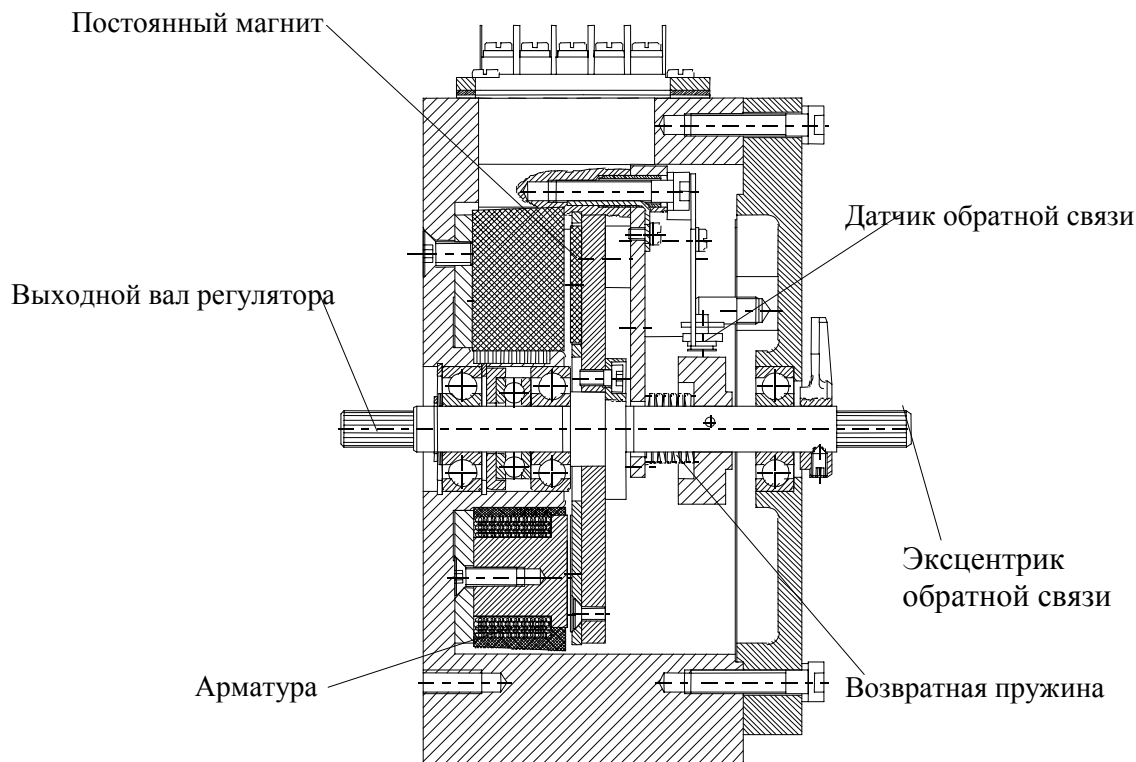 Постоянный магнит
Датчик обратной связи
Выходной вал регулятора
Эксцентрик
обратной связи
Арматура
Возвратная пружина